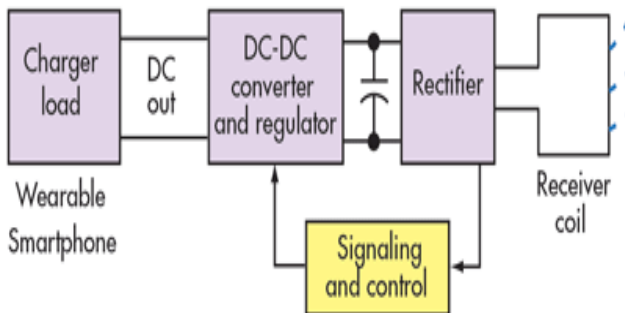 Charger
load
DC
out
DC-DC
converter
and regulator
Rectifier
Receiver
coil
Wearable
Smartphone
Signaling
and control